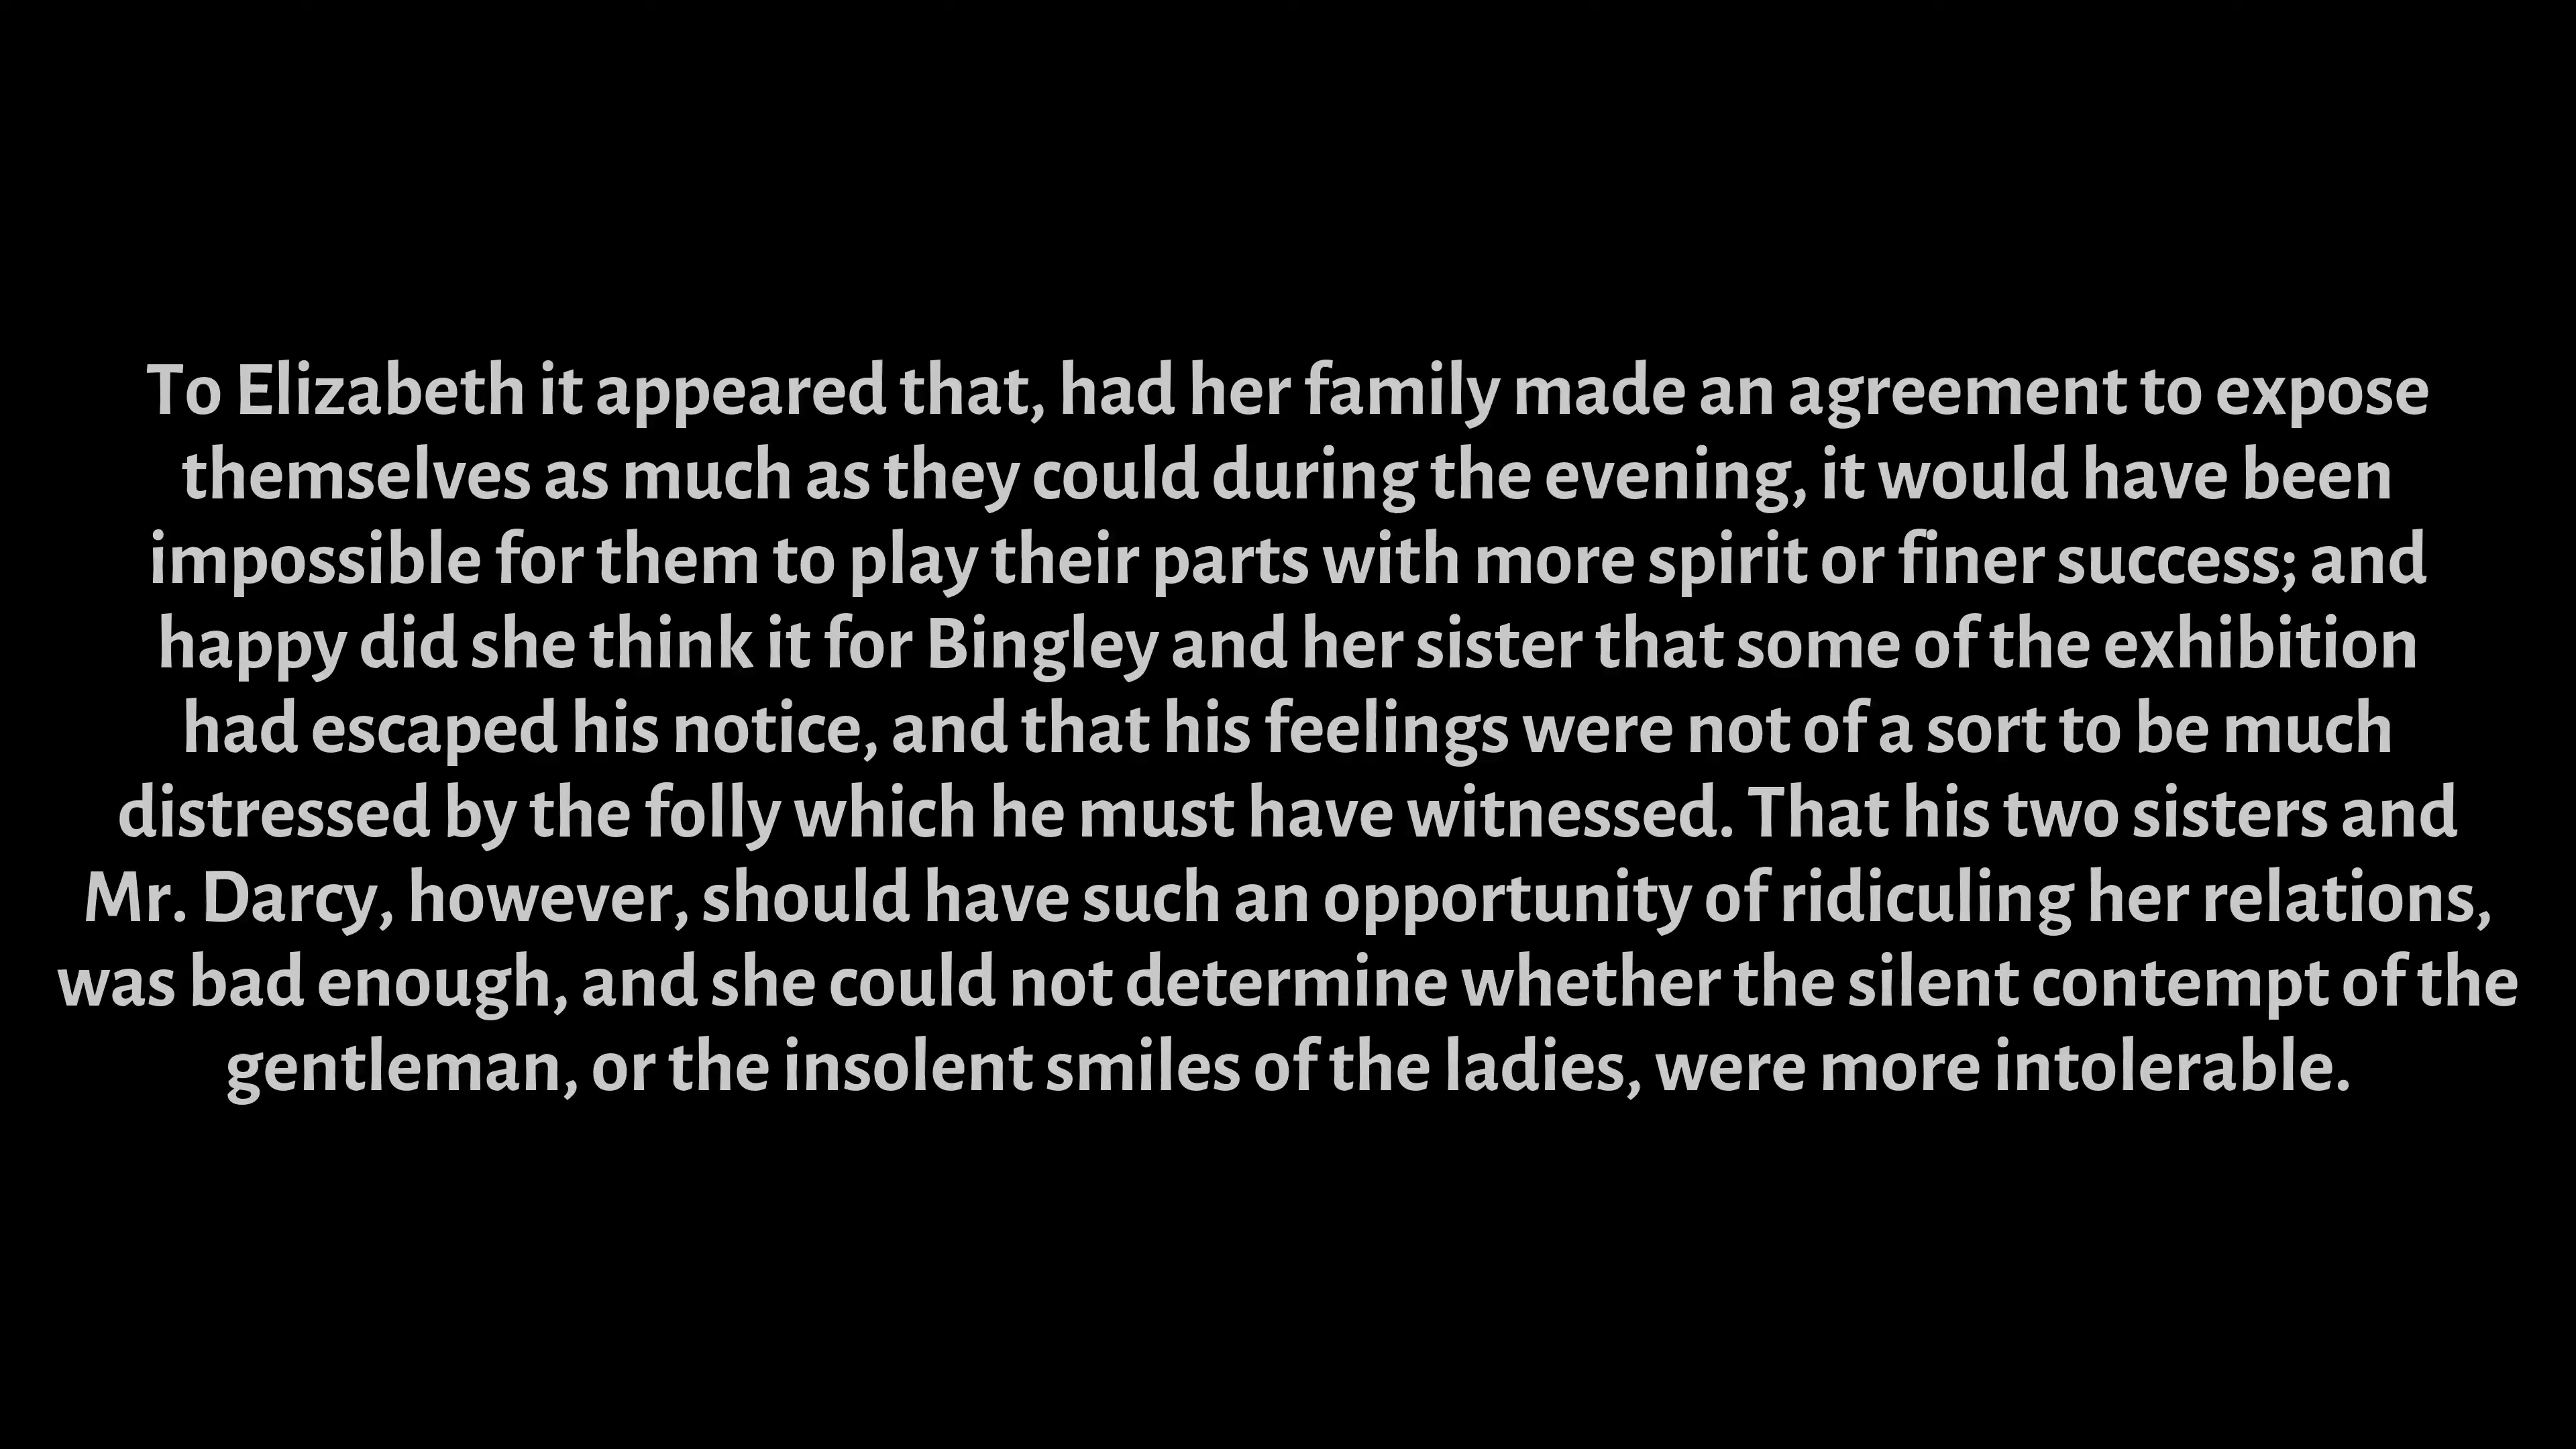 To Elizabeth it appeared that, had her family made an agreement to expose
themselves as much as they could during the evening, it would have been
impossible for them to play their parts with more spirit or finer success; and
happy did she think it for Bingley and her sister that some of the exhibition
had escaped his notice, and that his feelings were not of a sort to be much
distressed by the folly which he must have witnessed. That his two sisters and
Mr. Darcy, however, should have such an opportunity of ridiculing her relations,
was bad enough, and she could not determine whether the silent contempt of the
gentleman, or the insolent smiles of the ladies, were more intolerable.